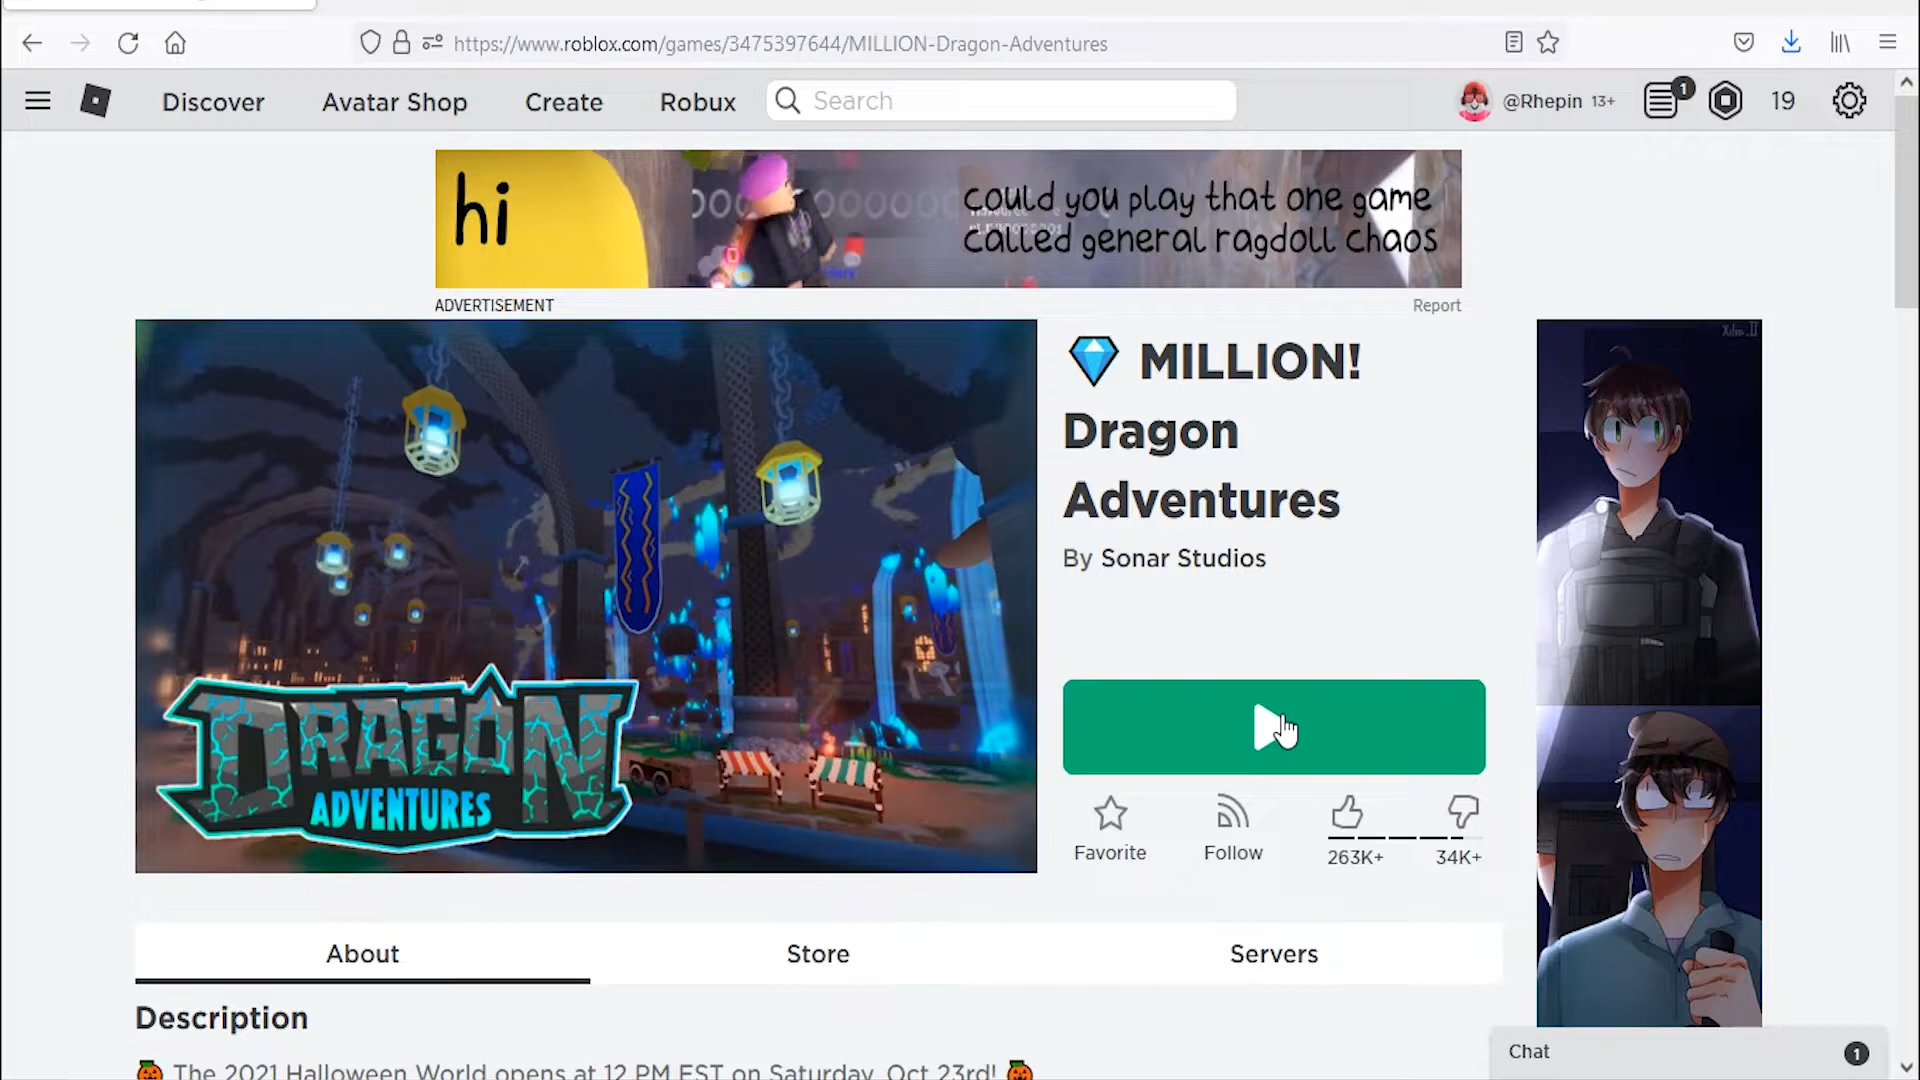 https://www.roblox.com/games/3475397644/MILLION-Dragon-Adventures
Discover
Avatar Shop
Create
Robux
Search
@Rhepin 13+
1
19
hi
could you play that one game
called general ragdoll chaos
ADVERTISEMENT
Report
DRAGON
ADVENTURES
MILLION!
Dragon
Adventures
By Sonar Studios
Favorite
Follow
263K+
34K+
About
Store
Servers
Description
The 2021 Halloween World opens at 12 PM EST on Saturday, Oct 23rd!
Chat
1